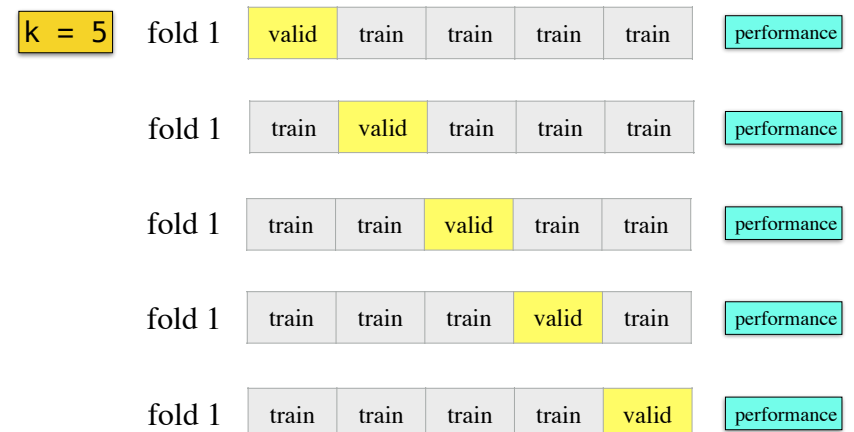 k = 5 fold 1 valid train train train train performance
fold 1 train valid train train train performance
fold 1 train train valid train train performance
fold 1 train train train valid train performance
fold 1 train train train train valid performance